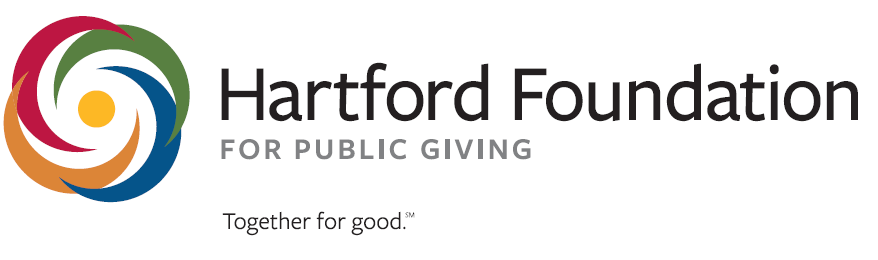 Hartford Foundation
FOR PUBLIC GIVING
Together for good.℠